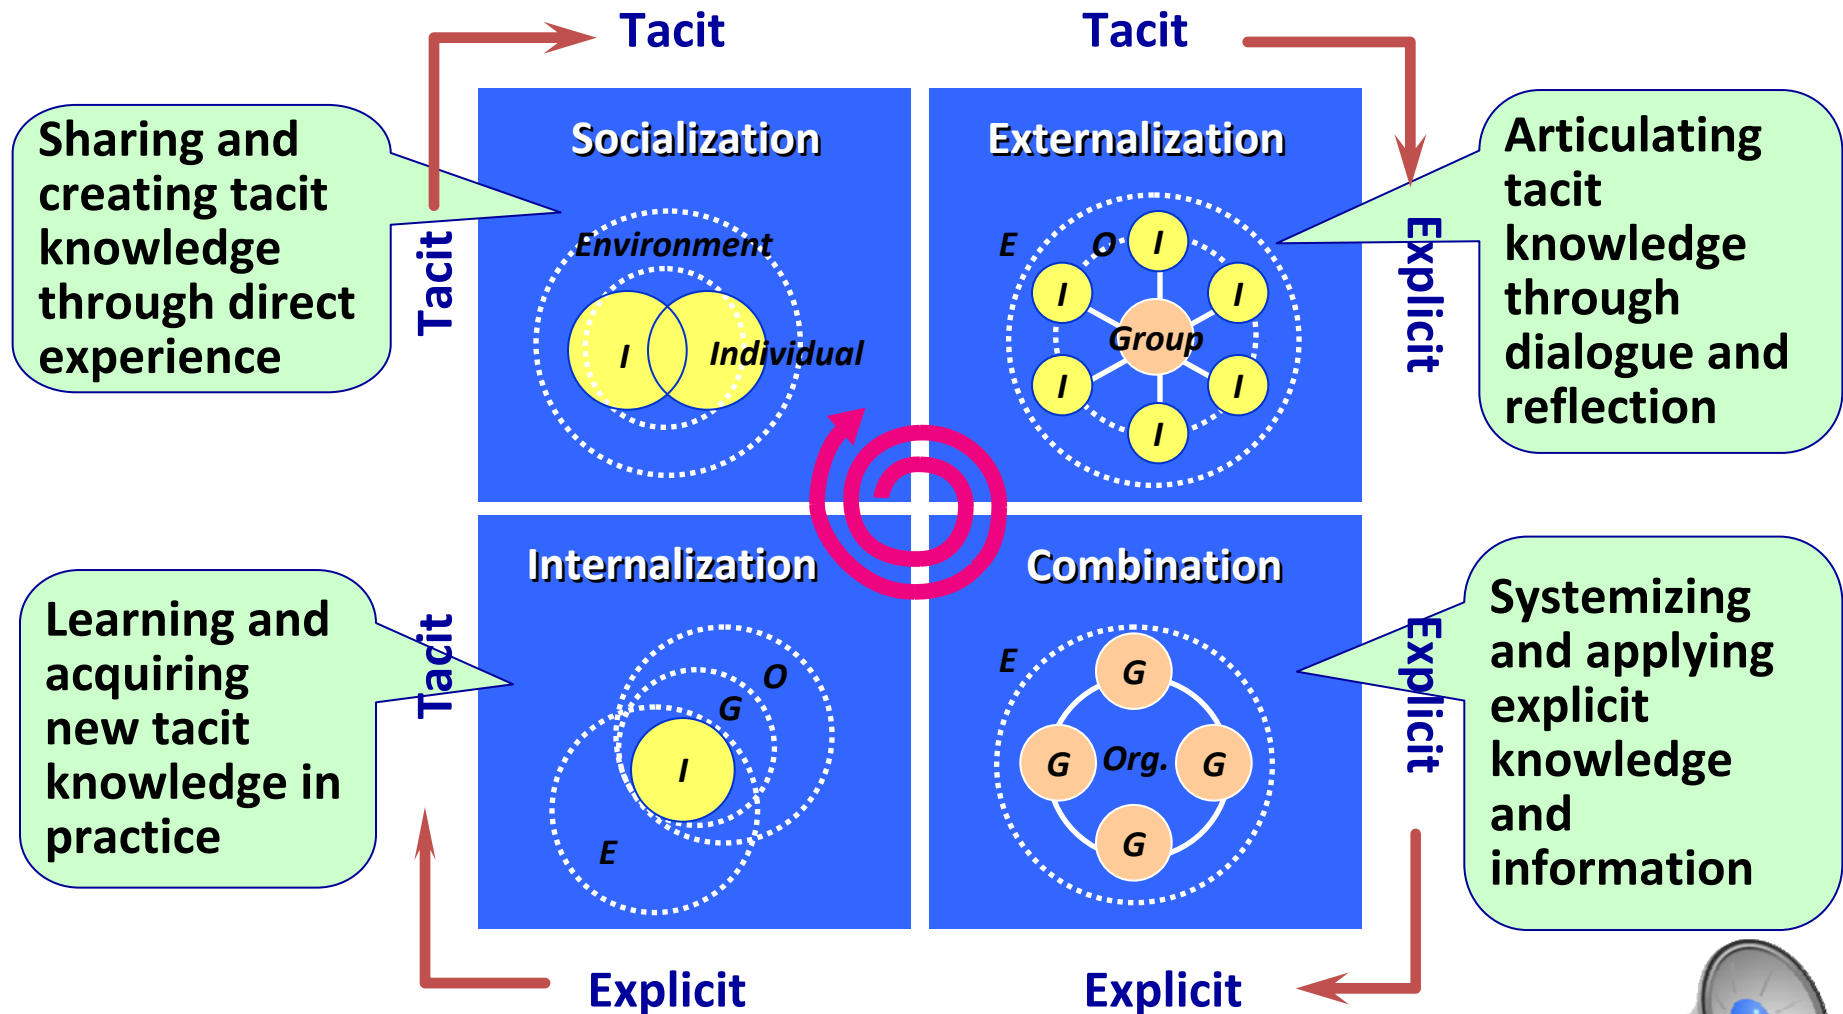 Tacit
Tacit
Sharing and
creating tacit
knowledge
through direct
experience
Tacit
Socialization
Environment
I
Individual
Externalization
E
O
I
I
I
Group
I
I
I
Explicit
Articulating
tacit
knowledge
through
dialogue and
reflection
Learning and
acquiring
new tacit
knowledge in
practice
Tacit
Internalization
O
G
I
E
Combination
E
G
G
Org.
G
G
Explicit
Systemizing
and applying
explicit
knowledge
and
information
Explicit
Explicit